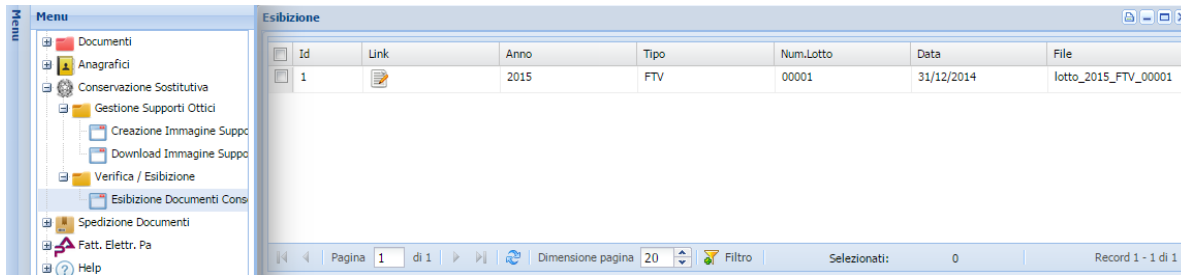 Menu
Menu
Documenti
Anagrafici
Conservazione Sostitutiva
Gestione Supporti Ottici
Creazione Immagine Suppo
Download Immagine Suppo
Verifica / Esibizione
Esibizione Documenti Cons
Spedizione Documenti
Fatt. Elettr. Pa
Help
Esibizione
Id Link Anno Tipo Num.Lotto Data File
1 2015 FTV 00001 31/12/2014 lotto_2015_FTV_00001
Pagina 1 di 1 Dimensione pagina 20 Filtro Selezionati: 0 Record 1 - 1 di 1